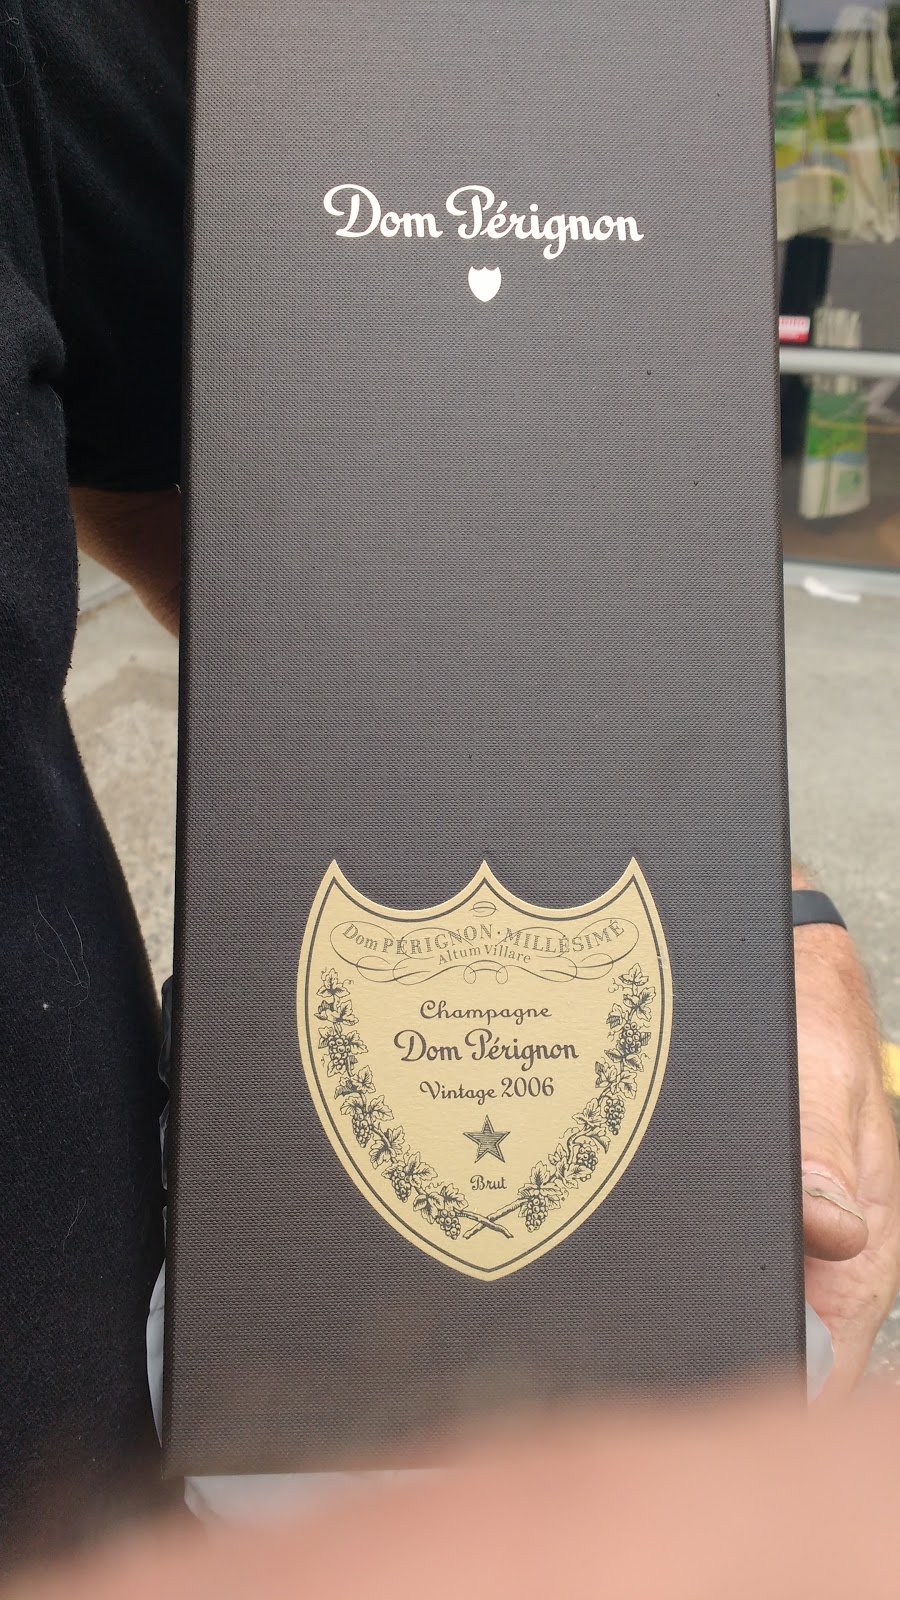 Dom Pérignon
Dom PÉRIGNON · MILLÉSIMÉ
Altum Villare
Champagne
Dom Pérignon
Vintage 2006
Brut